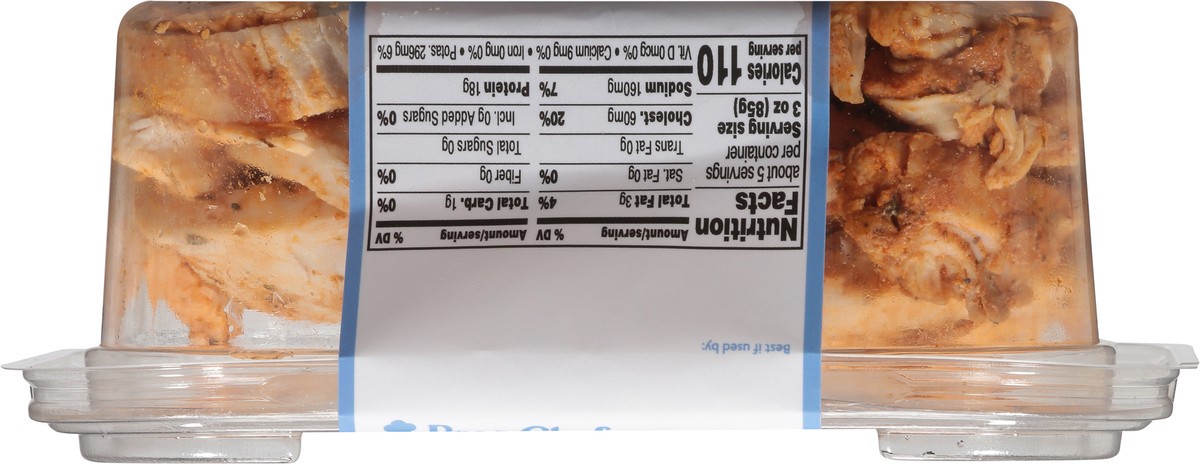 Nutrition
Facts
about 5 servings
per container
Serving size
3 oz (85g)
Calories 110
per serving
Amount/serving % DV
Total Fat 3g 4%
Sat. Fat 0g 0%
Trans Fat 0g
Cholest. 60mg 20%
Sodium 160mg 7%
Amount/serving % DV
Total Carb. 1g 0%
Fiber 0g 0%
Total Sugars 0g
Incl. 0g Added Sugars 0%
Protein 18g
Vit. D 0mcg 0% • Calcium 9mg 0% • Iron 0mg 0% • Potas. 296mg 6%
Best if used by: